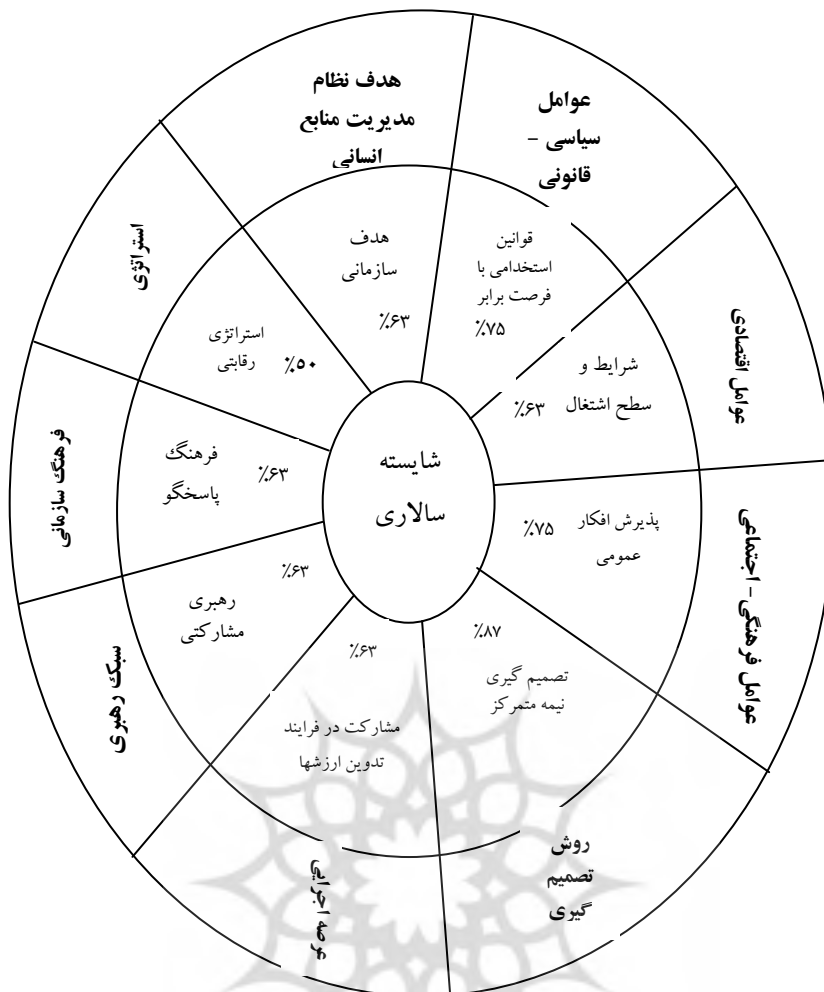 هدف نظام
مدیریت منابع
انسانی
عوامل
سیاسی -
قانونی
عوامل اقتصادی
عوامل فرهنگی - اجتماعی
روش
تصمیم
گیری
عرصه اجرایی
سبک رهبری
فرهنگ سازمانی
استراتژی
هدف
سازمانی
٪۶۳
قوانین
استخدامی با
فرصت برابر
٪۷۵
شرایط و
سطح اشتغال
٪۶۳
پذیرش افکار
عمومی
٪۷۵
٪۸۷
تصمیم گیری
نیمه متمرکز
٪۶۳
مشارکت در فرایند
تدوین ارزشها
٪۶۳
رهبری
مشارکتی
فرهنگ
پاسخگو
٪۶۳
استراتژی
رقابتی
٪۵۰
شایسته
سالاری